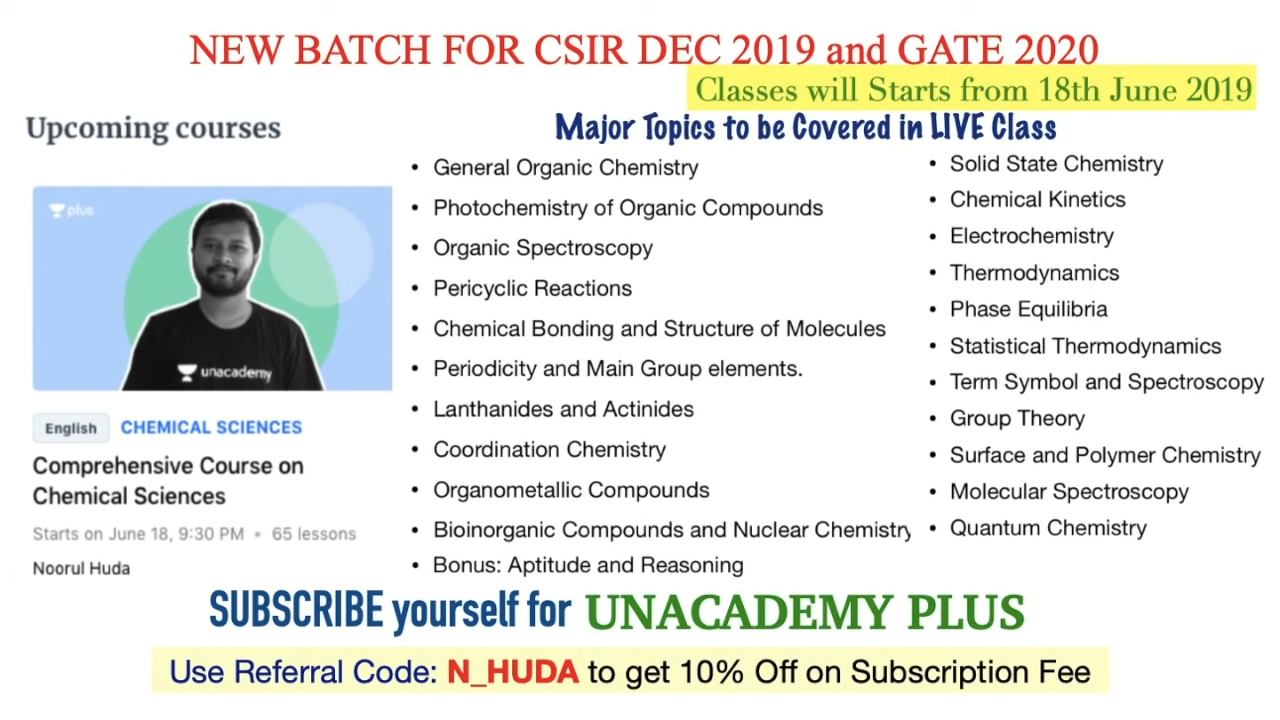 NEW BATCH FOR CSIR DEC 2019 and GATE 2020
Classes will Starts from 18th June 2019
Upcoming courses
plus
unacademy
English CHEMICAL SCIENCES
Comprehensive Course on
Chemical Sciences
Starts on June 18, 9:30 PM • 65 lessons
Noorul Huda
Major Topics to be Covered in LIVE Class
• General Organic Chemistry
• Photochemistry of Organic Compounds
• Organic Spectroscopy
• Pericyclic Reactions
• Chemical Bonding and Structure of Molecules
• Periodicity and Main Group elements.
• Lanthanides and Actinides
• Coordination Chemistry
• Organometallic Compounds
• Bioinorganic Compounds and Nuclear Chemistry
• Bonus: Aptitude and Reasoning
• Solid State Chemistry
• Chemical Kinetics
• Electrochemistry
• Thermodynamics
• Phase Equilibria
• Statistical Thermodynamics
• Term Symbol and Spectroscopy
• Group Theory
• Surface and Polymer Chemistry
• Molecular Spectroscopy
• Quantum Chemistry
SUBSCRIBE yourself for UNACADEMY PLUS
Use Referral Code: N_HUDA to get 10% Off on Subscription Fee